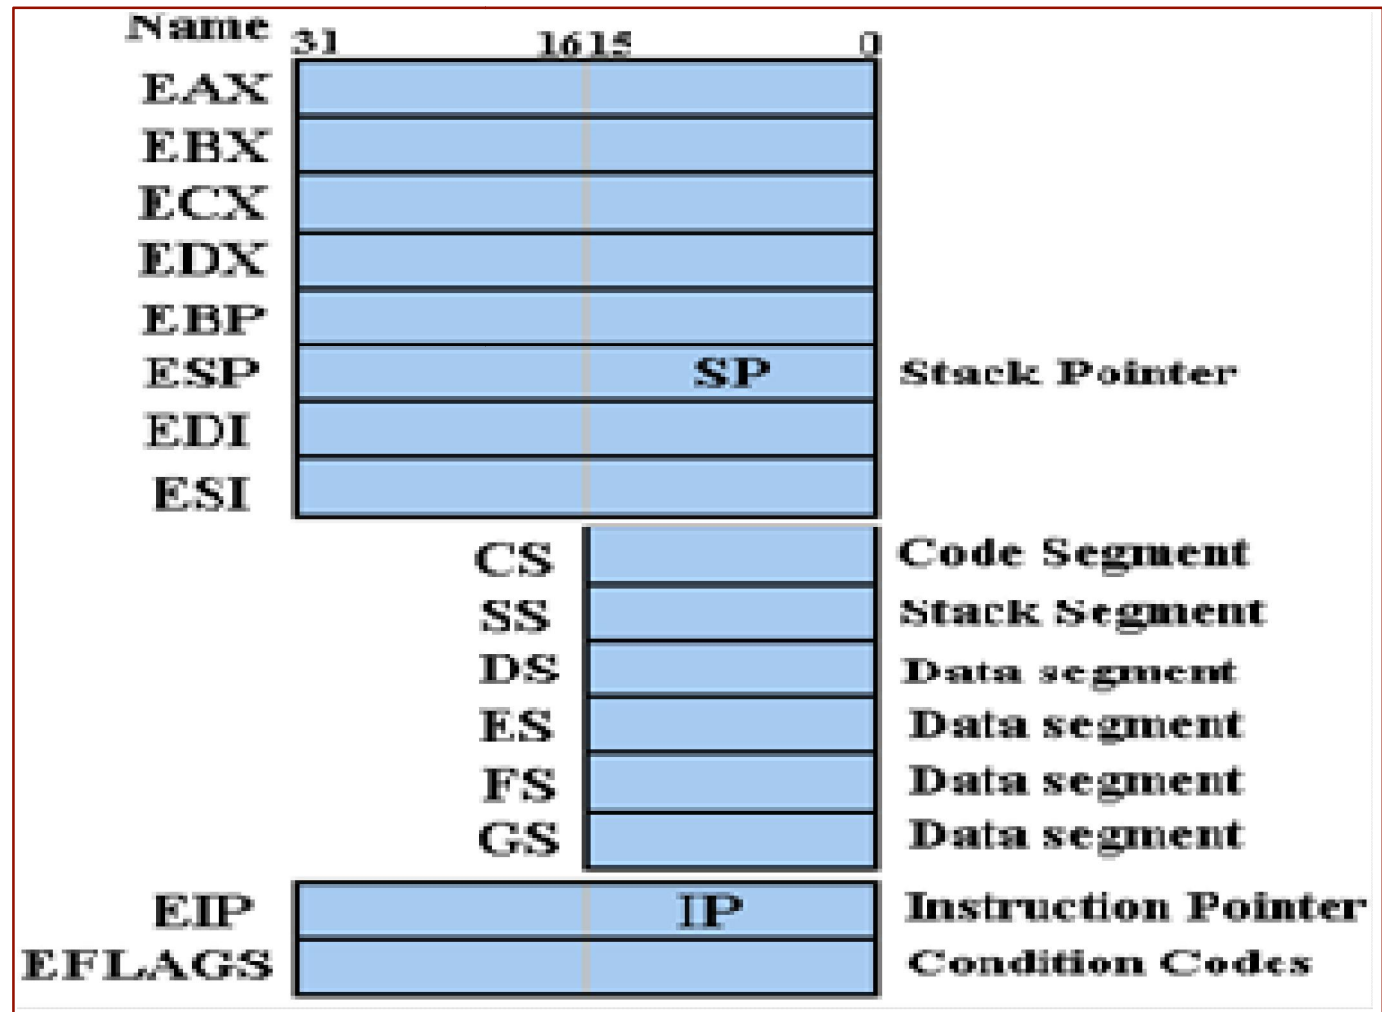 Name 31 16 15 0
EAX
EBX
ECX
EDX
EBP
ESP SP Stack Pointer
EDI
ESI
CS Code Segment
SS Stack Segment
DS Data segment
ES Data segment
FS Data segment
GS Data segment
EIP IP Instruction Pointer
EFLAGS Condition Codes